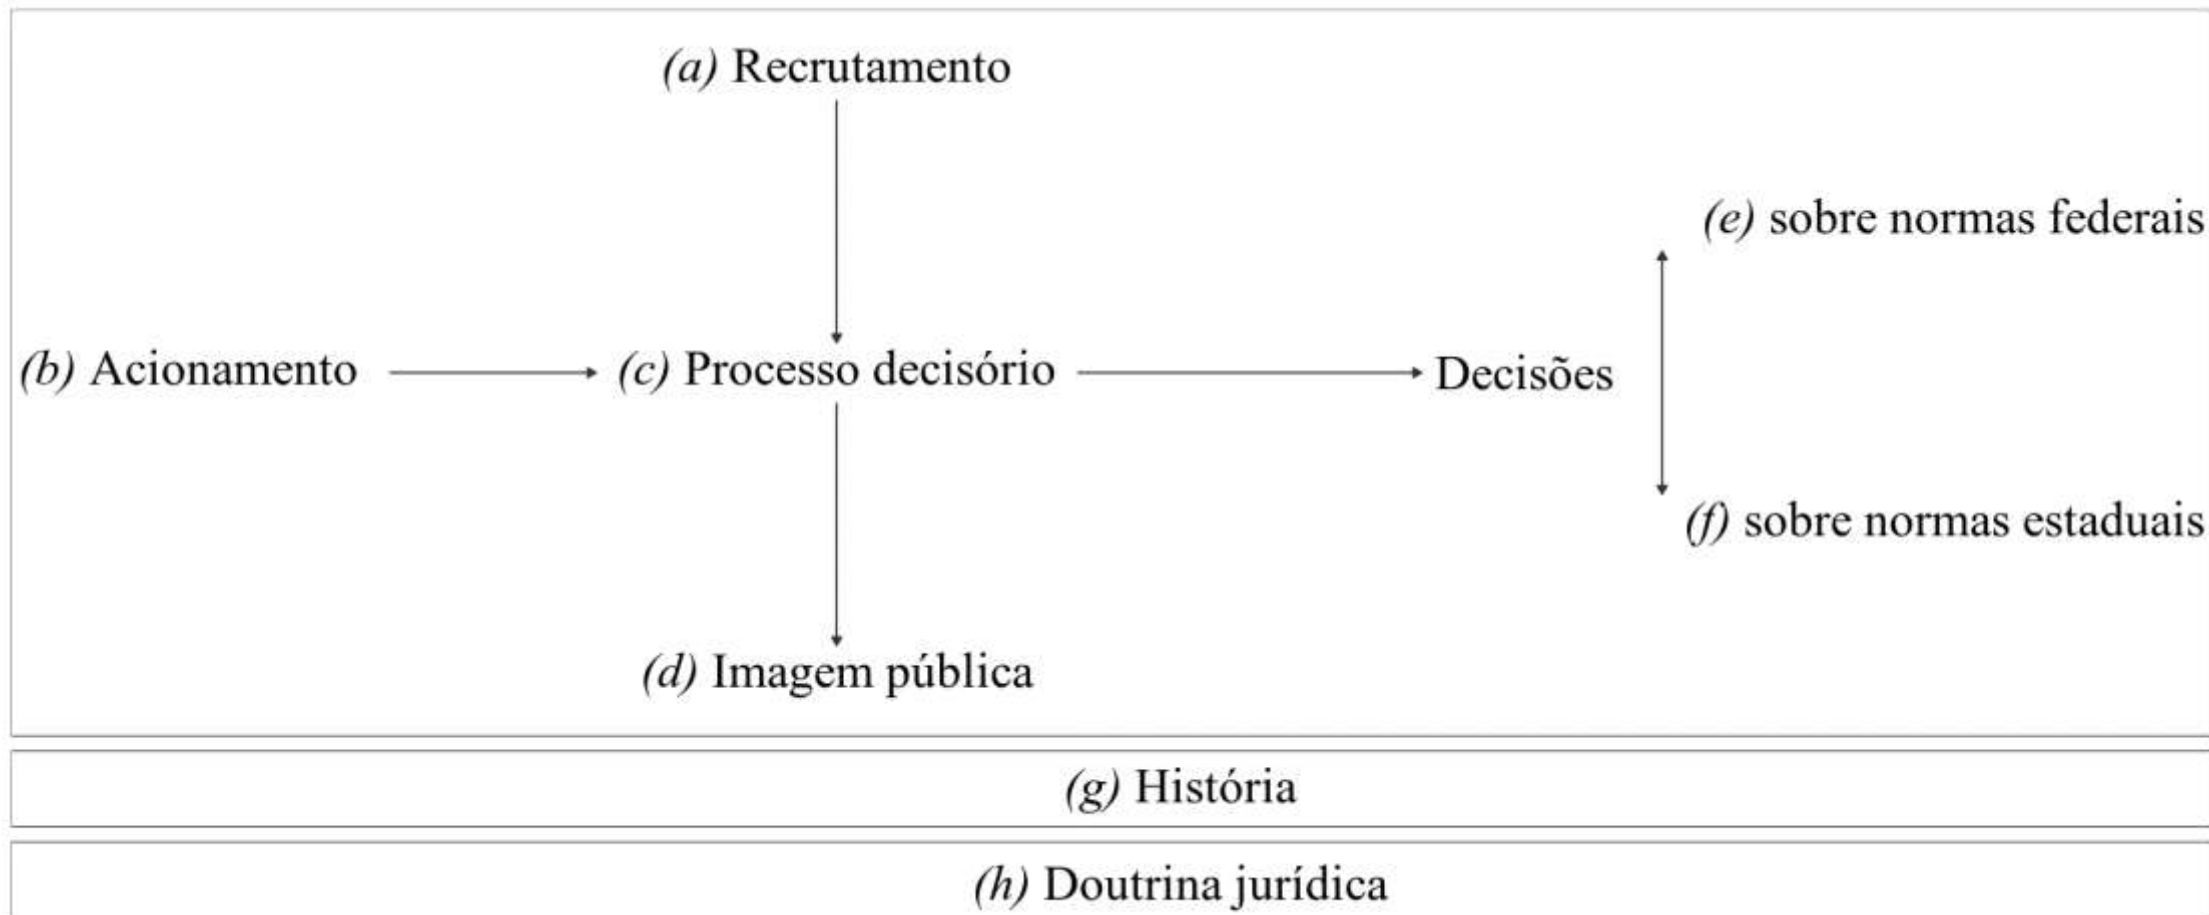 (a) Recrutamento
(e) sobre normas federais
(b) Acionamento
(c) Processo decisório
Decisões
(f) sobre normas estaduais
(d) Imagem pública
(g) História
(h) Doutrina jurídica